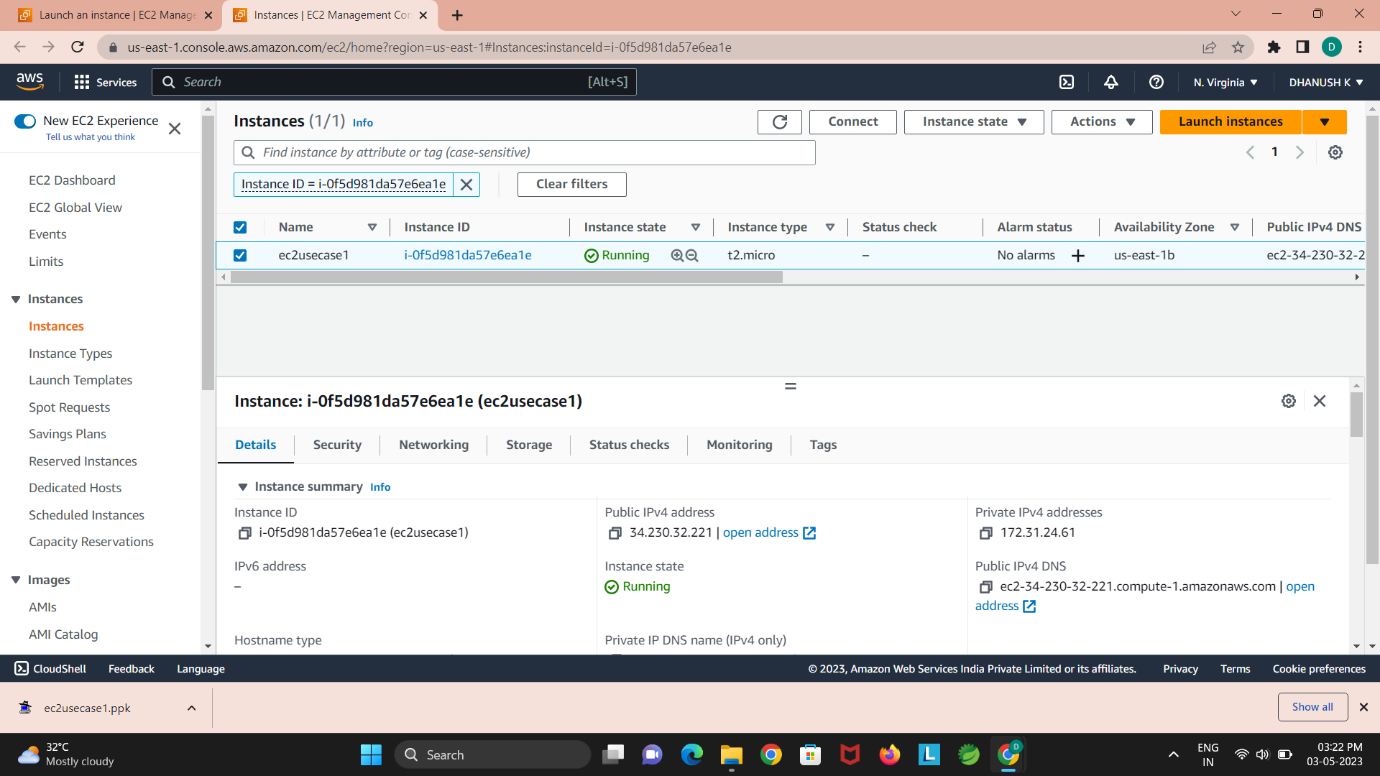 Launch an instance | EC2 Manage
Instances | EC2 Management Con
us-east-1.console.aws.amazon.com/ec2/home?region=us-east-1#Instances:instanceId=i-0f5d981da57e6ea1e
D
aws
Services
Search
[Alt+S]
N. Virginia
DHANUSH K
New EC2 Experience
Tell us what you think
EC2 Dashboard
EC2 Global View
Events
Limits
Instances
Instances
Instance Types
Launch Templates
Spot Requests
Savings Plans
Reserved Instances
Dedicated Hosts
Scheduled Instances
Capacity Reservations
Images
AMIs
AMI Catalog
Instances (1/1) Info
Connect
Instance state
Actions
Launch instances
Find instance by attribute or tag (case-sensitive)
1
Instance ID = i-0f5d981da57e6ea1e
Clear filters
Name Instance ID Instance state Instance type Status check Alarm status Availability Zone Public IPv4 DNS
ec2usecase1 i-0f5d981da57e6ea1e Running t2.micro – No alarms + us-east-1b ec2-34-230-32-2
Instance: i-0f5d981da57e6ea1e (ec2usecase1)
Details Security Networking Storage Status checks Monitoring Tags
Instance summary Info
Instance ID
i-0f5d981da57e6ea1e (ec2usecase1)
Public IPv4 address
34.230.32.221 | open address
Private IPv4 addresses
172.31.24.61
IPv6 address
–
Instance state
Running
Public IPv4 DNS
ec2-34-230-32-221.compute-1.amazonaws.com | open
address
Hostname type
Private IP DNS name (IPv4 only)
CloudShell Feedback Language
© 2023, Amazon Web Services India Private Limited or its affiliates. Privacy Terms Cookie preferences
ec2usecase1.ppk
Show all
32°C
Mostly cloudy
Search
L
D
ENG
IN
03:22 PM
03-05-2023